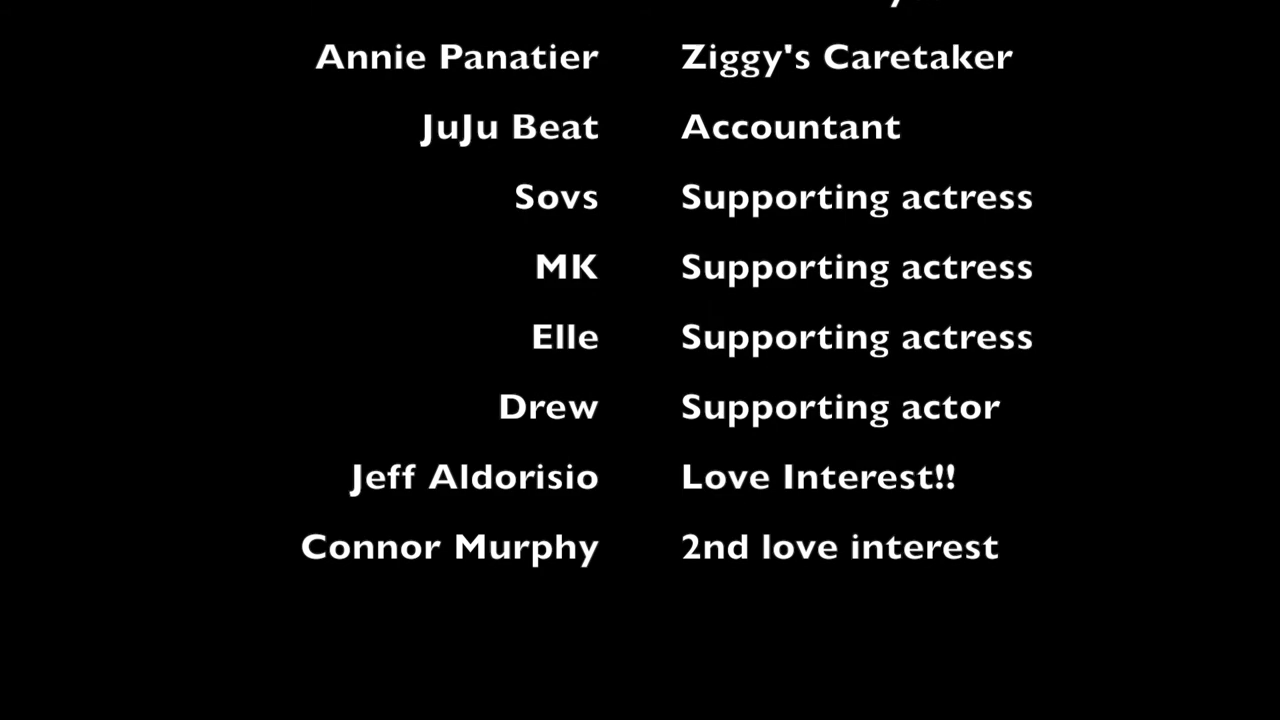 Annie Panatier Ziggy's Caretaker
JuJu Beat Accountant
Sovs Supporting actress
MK Supporting actress
Elle Supporting actress
Drew Supporting actor
Jeff Aldorisio Love Interest!!
Connor Murphy 2nd love interest